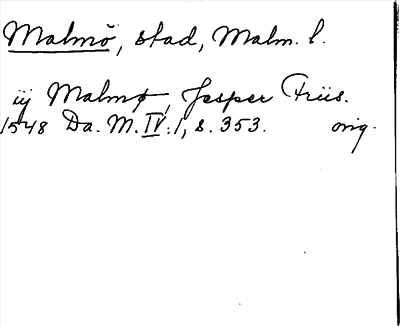 Malmö, stad, Malm. l.
ij Malmø, Jesper Friis.
1548 Da. M. IV:1, s. 353. orig.